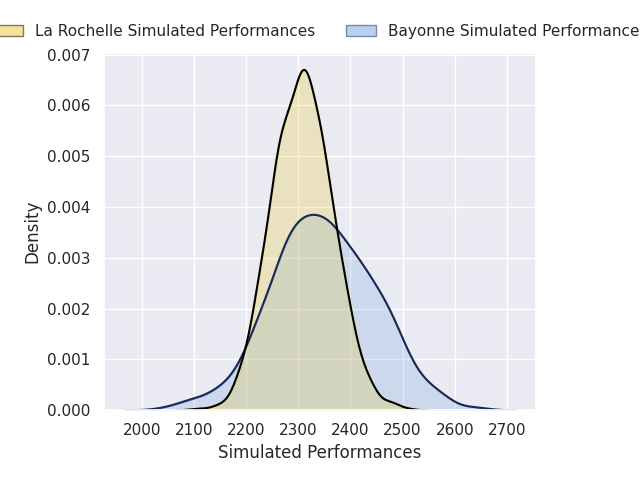 La Rochelle Simulated Performances
Bayonne Simulated Performance
0.007
0.006
0.005
0.004
0.003
0.002
0.001
0.000
Density
2000 2100 2200 2300 2400 2500 2600 2700
Simulated Performances